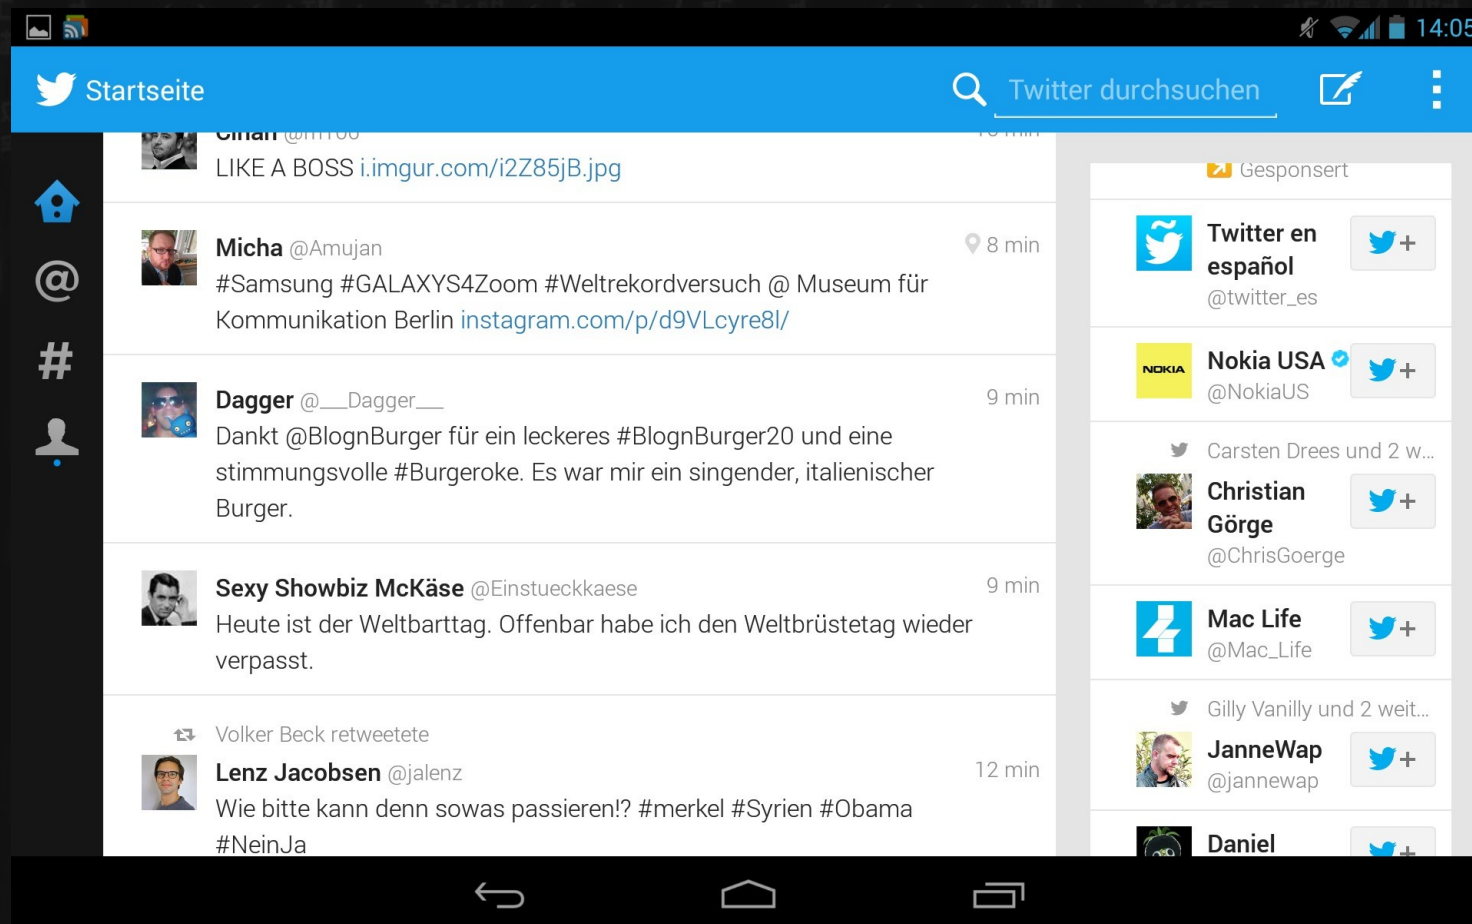 14:05
Startseite
Twitter durchsuchen
Cihan
LIKE A BOSS i.imgur.com/i2Z85jB.jpg
Micha @Amujan
8 min
#Samsung #GALAXYS4Zoom #Weltrekordversuch @ Museum für
Kommunikation Berlin instagram.com/p/d9VLcyre8l/
Dagger @___Dagger___
9 min
Dankt @BlognBurger für ein leckeres #BlognBurger20 und eine
stimmungsvolle #Burgeroke. Es war mir ein singender, italienischer
Burger.
Sexy Showbiz McKäse @Einstueckkaese
9 min
Heute ist der Weltbarttag. Offenbar habe ich den Weltbrüstetag wieder
verpasst.
Volker Beck retweetete
Lenz Jacobsen @jalenz
12 min
Wie bitte kann denn sowas passieren!? #merkel #Syrien #Obama
#NeinJa
Gesponsert
Twitter en
español
@twitter_es
NOKIA
Nokia USA
@NokiaUS
Carsten Drees und 2 w...
Christian
Görge
@ChrisGoerge
Mac Life
@Mac_Life
Gilly Vanilly und 2 weit...
JanneWap
@jannewap
Daniel